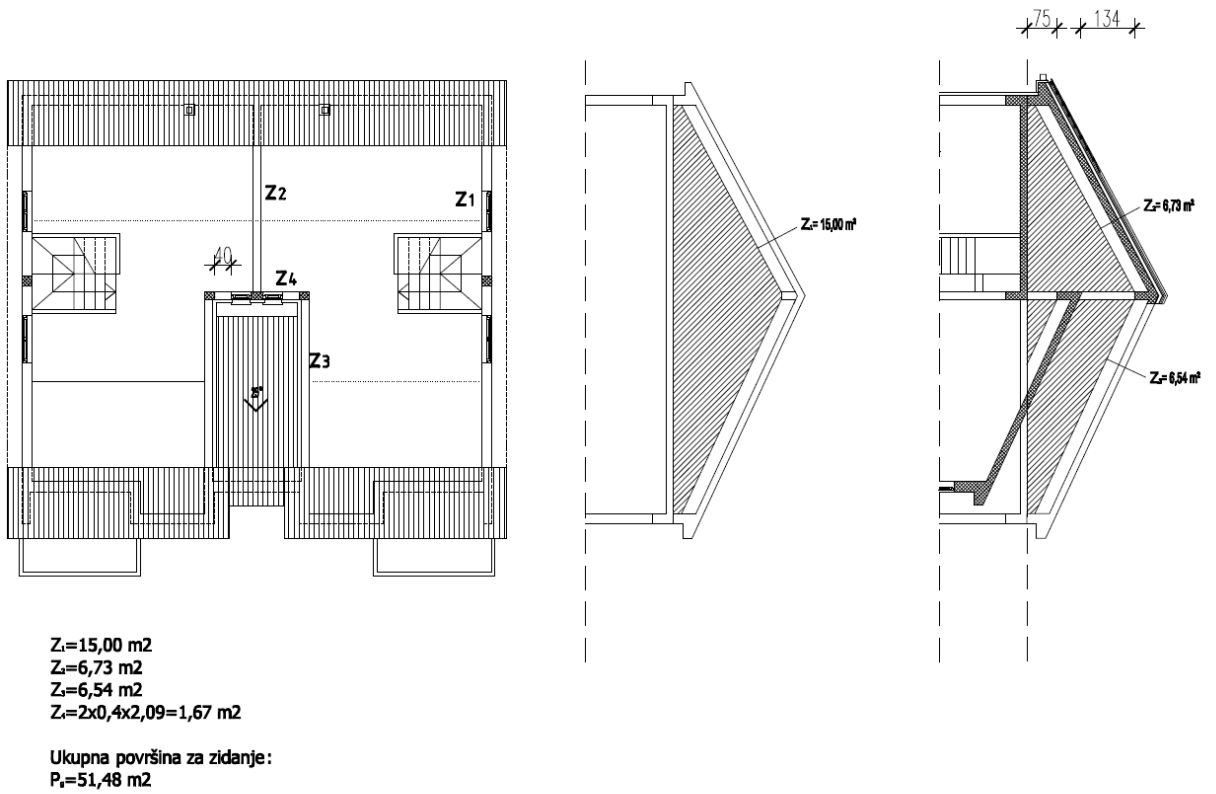 75 134
Z2
Z1
40
Z4
Z3
Z₁= 15,00 m²
Z₂= 6,73 m²
Z₃= 6,54 m²
Z₁=15,00 m2
Z₂=6,73 m2
Z₃=6,54 m2
Z₄=2x0,4x2,09=1,67 m2
Ukupna površina za zidanje:
=51,48 m2